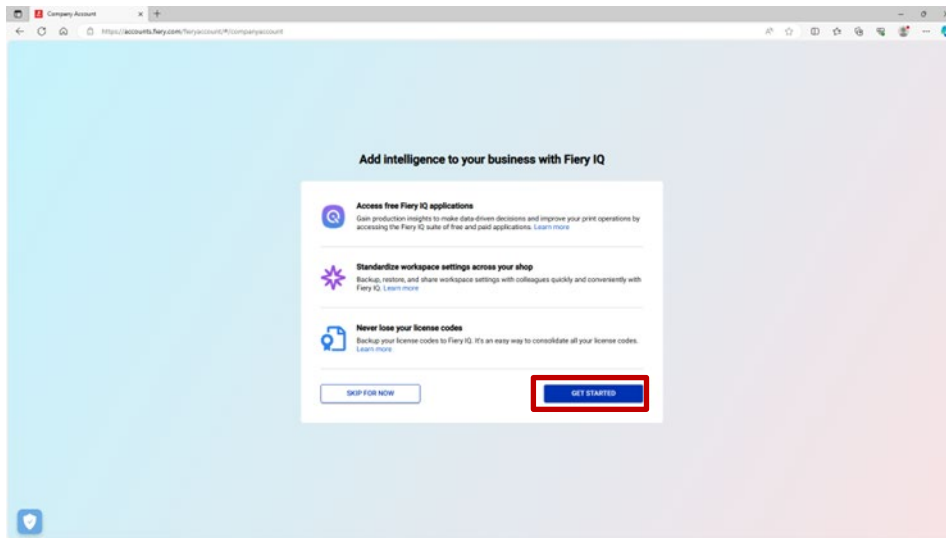 Company Account
https://accounts.fiery.com/fieryaccount/#/companyaccount
Add intelligence to your business with Fiery IQ
Access free Fiery IQ applications
Gain production insights to make data-driven decisions and improve your print operations by
accessing the Fiery IQ suite of free and paid applications. Learn more
Standardize workspace settings across your shop
Backup, restore, and share workspace settings with colleagues quickly and conveniently with
Fiery IQ. Learn more
Never lose your license codes
Backup your license codes to Fiery IQ. It's an easy way to consolidate all your license codes.
Learn more
SKIP FOR NOW
GET STARTED